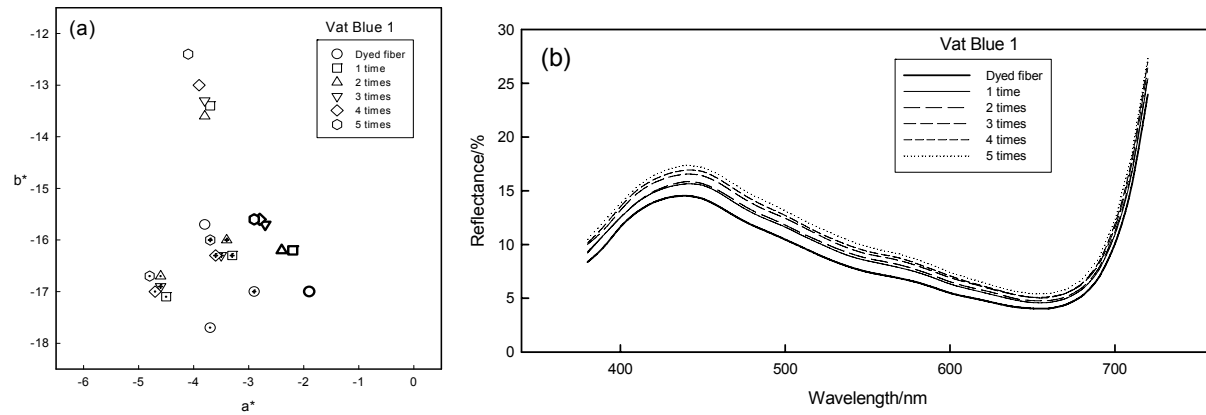 (a)
Vat Blue 1
Dyed fiber
1 time
2 times
3 times
4 times
5 times
-12
-13
-14
-15
-16
-17
-18
b*
-6 -5 -4 -3 -2 -1 0
a*
(b)
Vat Blue 1
Dyed fiber
1 time
2 times
3 times
4 times
5 times
30
25
20
15
10
5
0
Reflectance/%
400 500 600 700
Wavelength/nm